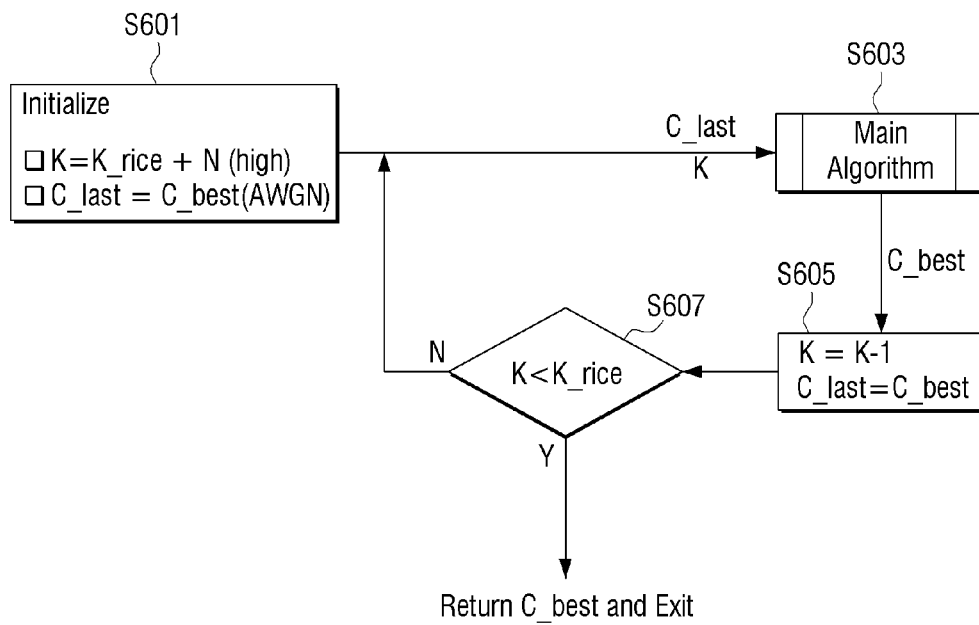 S601
Initialize
❑ K=K_rice + N (high)
❑ C_last = C_best(AWGN)
C_last
K
S603
Main
Algorithm
C_best
S605
K = K-1
C_last=C_best
S607
K<K_rice
N
Y
Return C_best and Exit